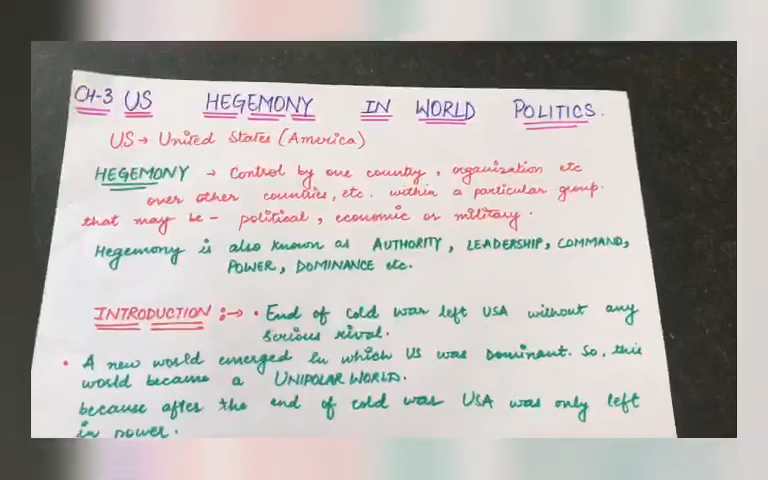 CH-3 US HEGEMONY IN WORLD POLITICS.
US → United States (America)
HEGEMONY → Control by one country, organization etc
over other countries, etc. within a particular group.
that may be - political, economic or military.
Hegemony is also known as AUTHORITY, LEADERSHIP, COMMAND,
POWER, DOMINANCE etc.
INTRODUCTION :→ • End of cold war left USA without any
serious rival.
• A new world emerged in which US was dominant. So, this
world became a UNIPOLAR WORLD.
because after the end of cold war USA was only left
in power.